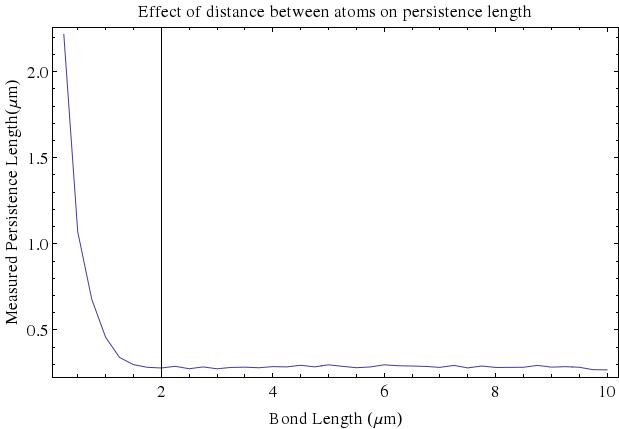 Effect of distance between atoms on persistence length
Measured Persistence Length(μm)
2.0
1.5
1.0
0.5
2 4 6 8 10
Bond Length (μm)